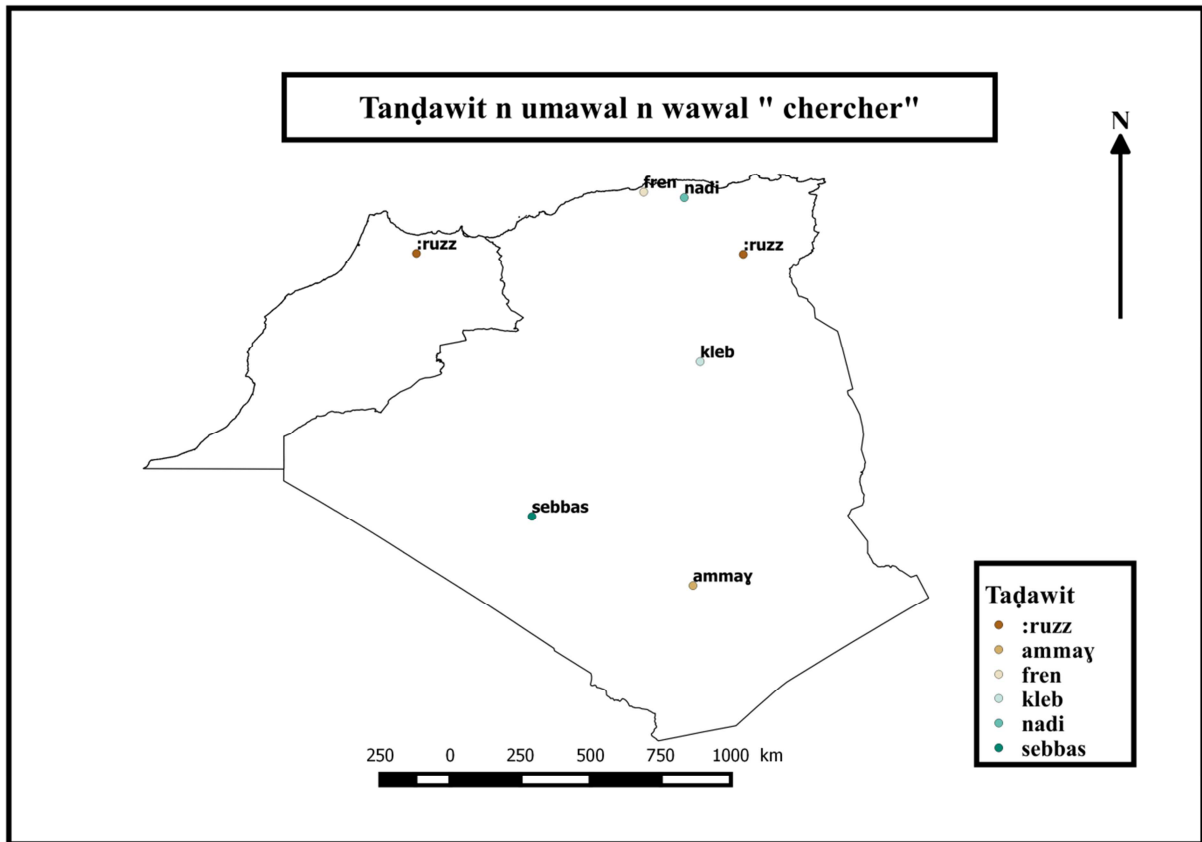 Tanḍawit n umawal n wawal " chercher"
N
fren
nadi
:ruzz
:ruzz
kleb
sebbas
ammaɣ
Taḍawit
:ruzz
ammaɣ
fren
kleb
nadi
sebbas
250 0 250 500 750 1000 km